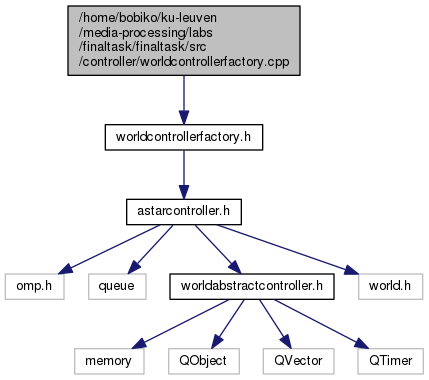 /home/bobiko/ku-leuven
/media-processing/labs
/finaltask/finaltask/src
/controller/worldcontrollerfactory.cpp
worldcontrollerfactory.h
astarcontroller.h
omp.h
queue
worldabstractcontroller.h
world.h
memory
QObject
QVector
QTimer